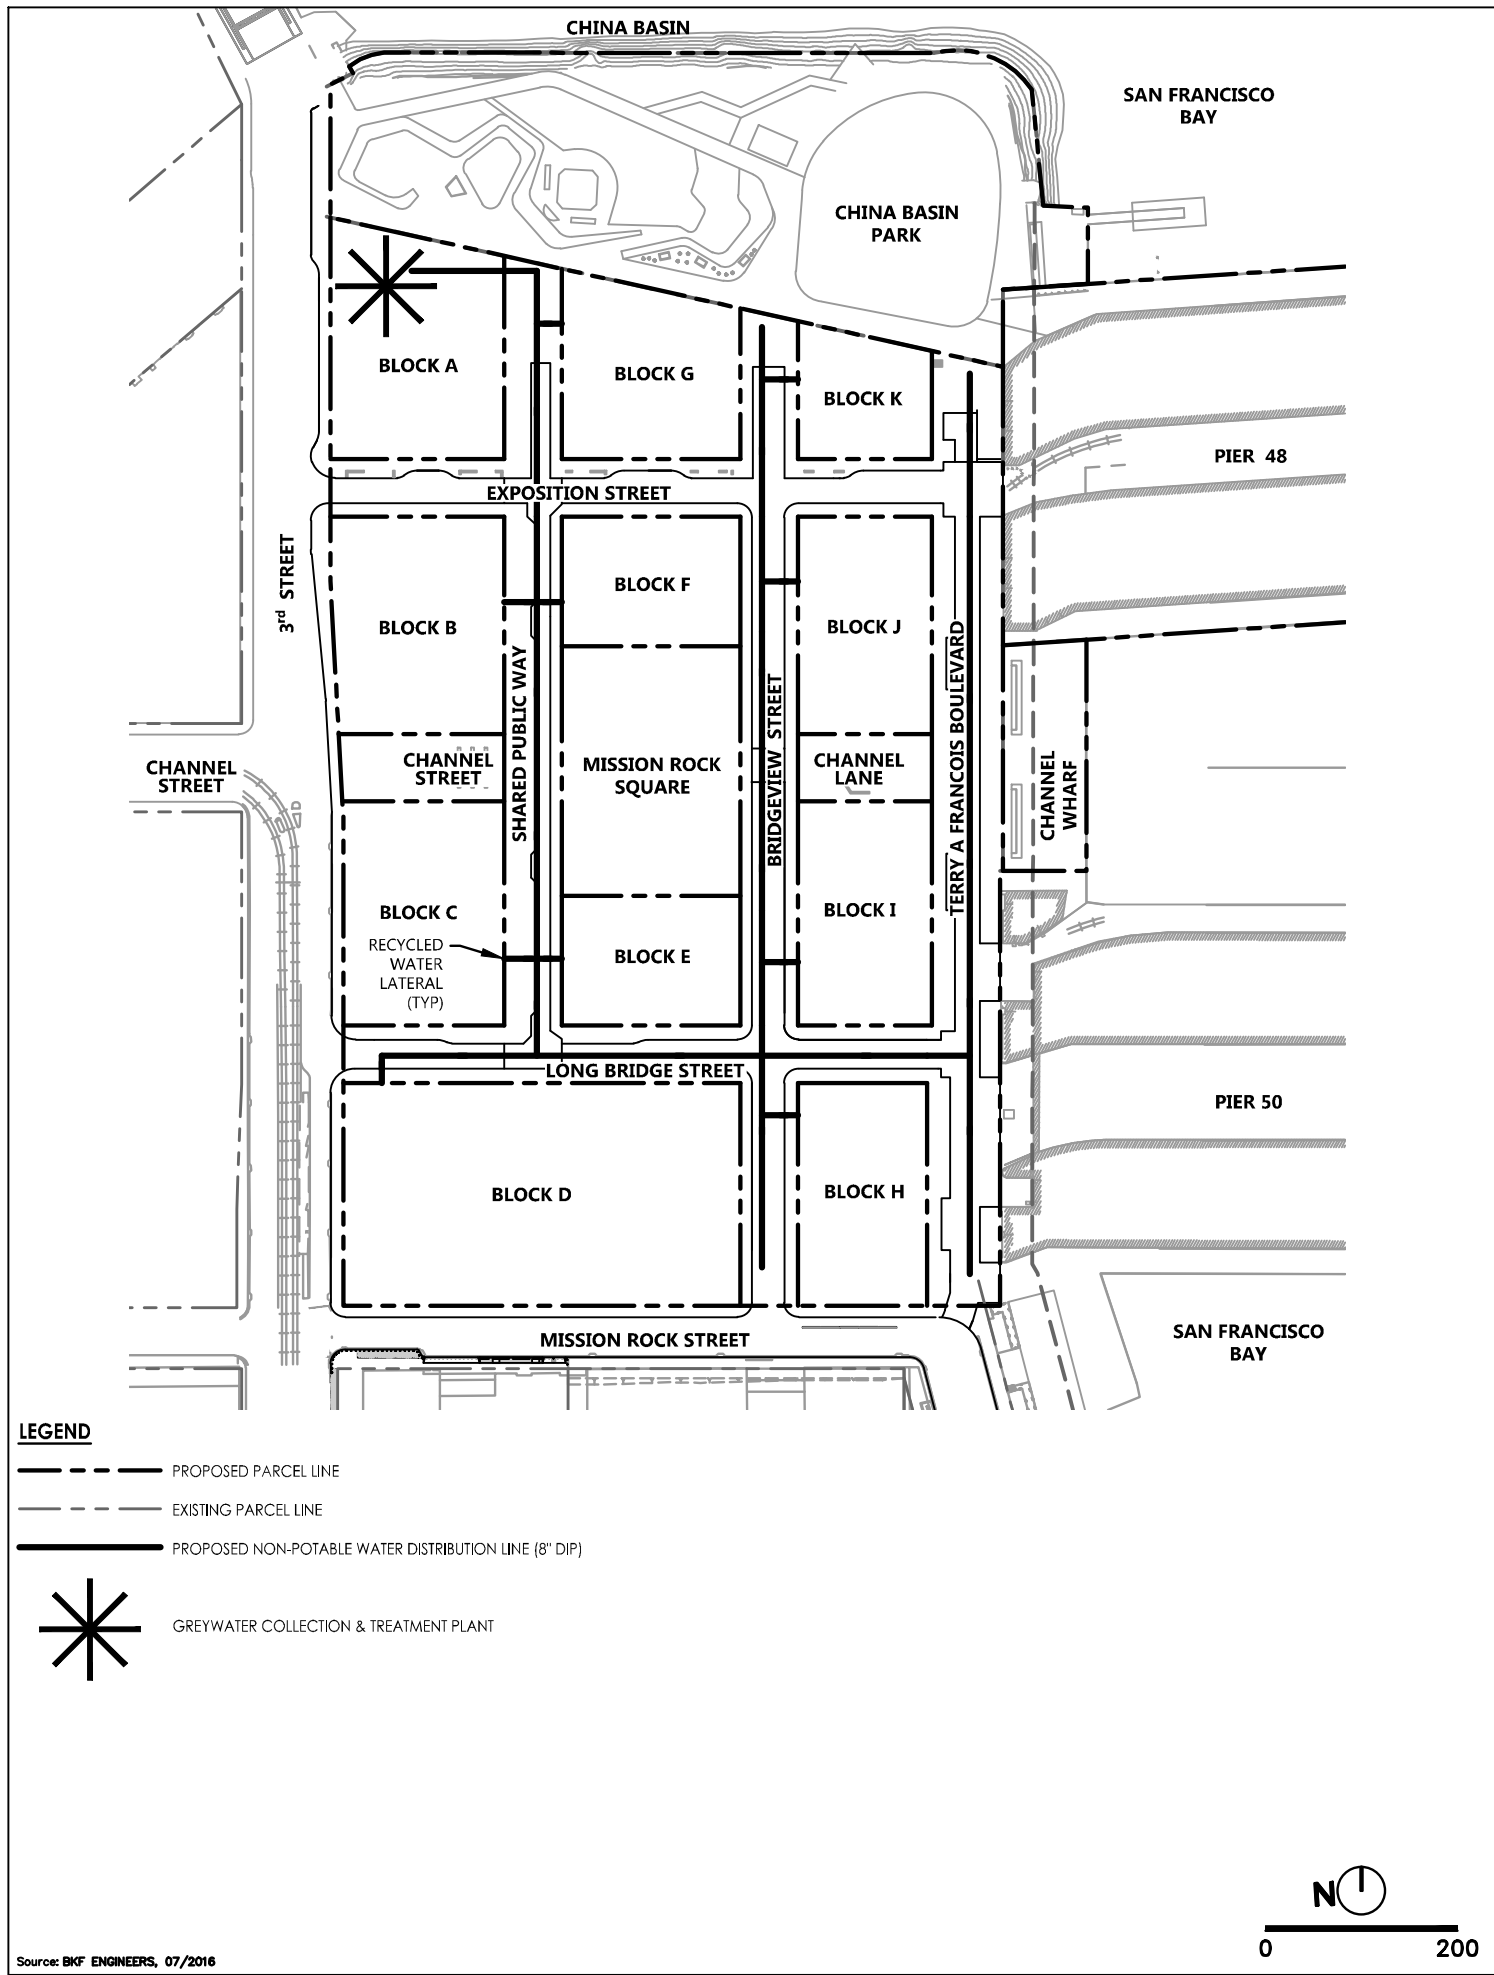 CHINA BASIN
SAN FRANCISCO
BAY
CHINA BASIN
PARK
BLOCK A
BLOCK G
BLOCK K
PIER 48
EXPOSITION STREET
3rd STREET
BLOCK B
BLOCK F
BLOCK J
SHARED PUBLIC WAY
BRIDGEVIEW STREET
TERRY A FRANCOIS BOULEVARD
CHANNEL
STREET
CHANNEL
STREET
MISSION ROCK
SQUARE
CHANNEL
LANE
CHANNEL
WHARF
BLOCK C
BLOCK I
RECYCLED
WATER
LATERAL
(TYP)
BLOCK E
LONG BRIDGE STREET
PIER 50
BLOCK D
BLOCK H
MISSION ROCK STREET
SAN FRANCISCO
BAY
LEGEND
PROPOSED PARCEL LINE
EXISTING PARCEL LINE
PROPOSED NON-POTABLE WATER DISTRIBUTION LINE (8" DIP)
GREYWATER COLLECTION & TREATMENT PLANT
N
0 200
Source: BKF ENGINEERS, 07/2016